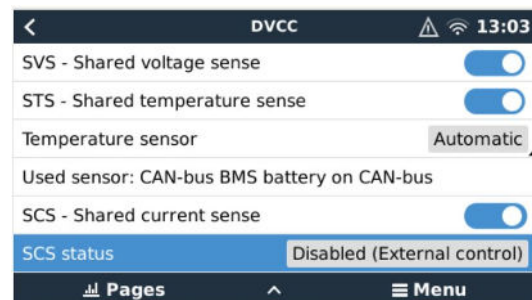 DVCC 13:03
SVS - Shared voltage sense
STS - Shared temperature sense
Temperature sensor Automatic
Used sensor: CAN-bus BMS battery on CAN-bus
SCS - Shared current sense
SCS status Disabled (External control)
Pages Menu